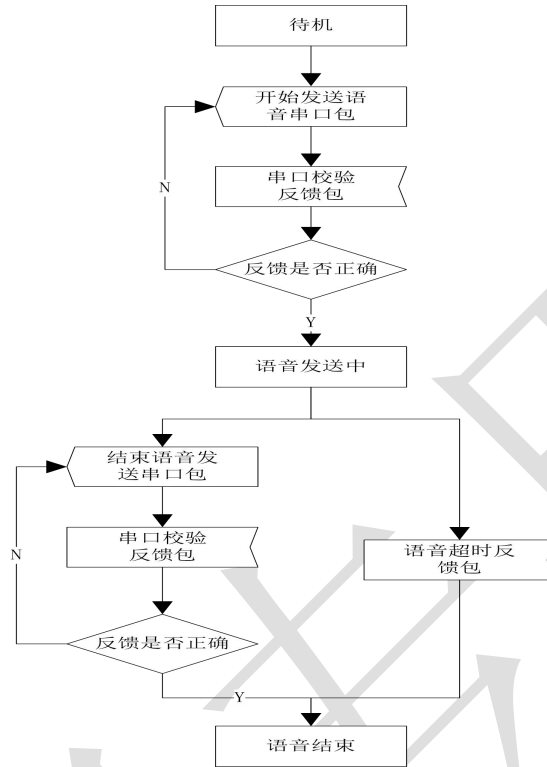 待机
开始发送语
音串口包
串口校验
反馈包
N
反馈是否正确
Y
语音发送中
结束语音发
送串口包
串口校验
反馈包
N
语音超时反
馈包
反馈是否正确
Y
语音结束